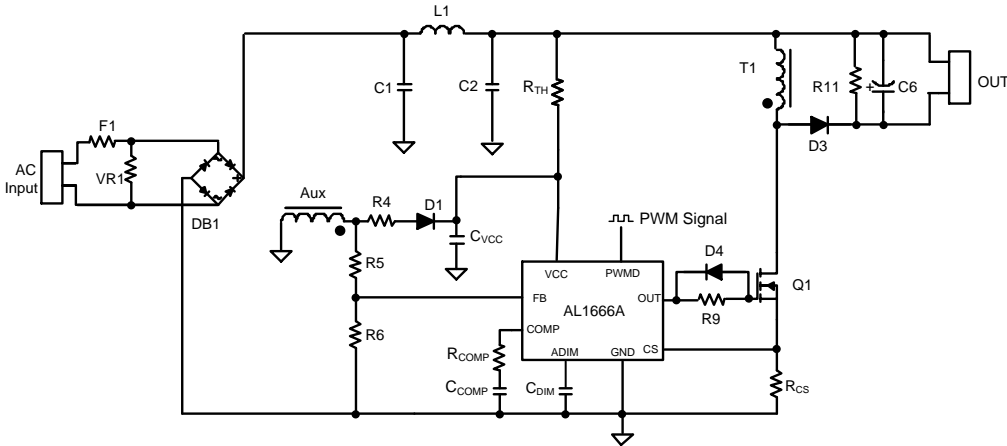 L1
T1
R11
C6
OUT
C1
C2
RTH
D3
F1
AC
Input
VR1
DB1
Aux
R4
D1
CVCC
PWM Signal
R5
VCC
PWMD
D4
FB
AL1666A
OUT
Q1
R9
R6
COMP
RCOMP
ADIM
GND
CS
CCOMP
CDIM
RCS